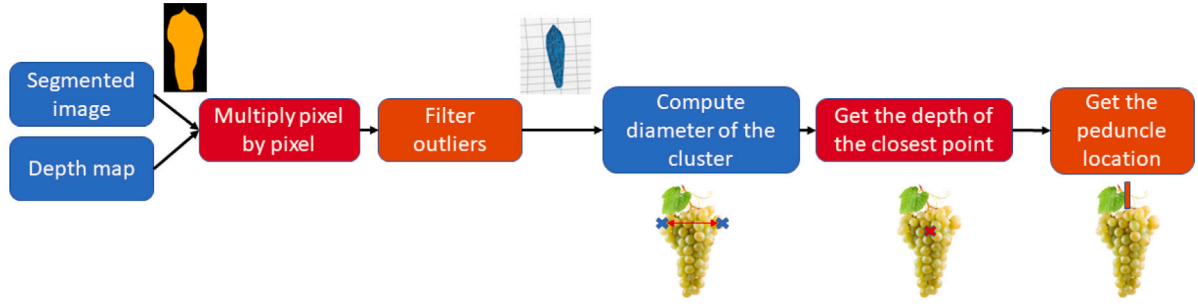 Segmented
image
Depth map
Multiply pixel
by pixel
Filter
outliers
Compute
diameter of the
cluster
Get the depth of
the closest point
Get the
peduncle
location